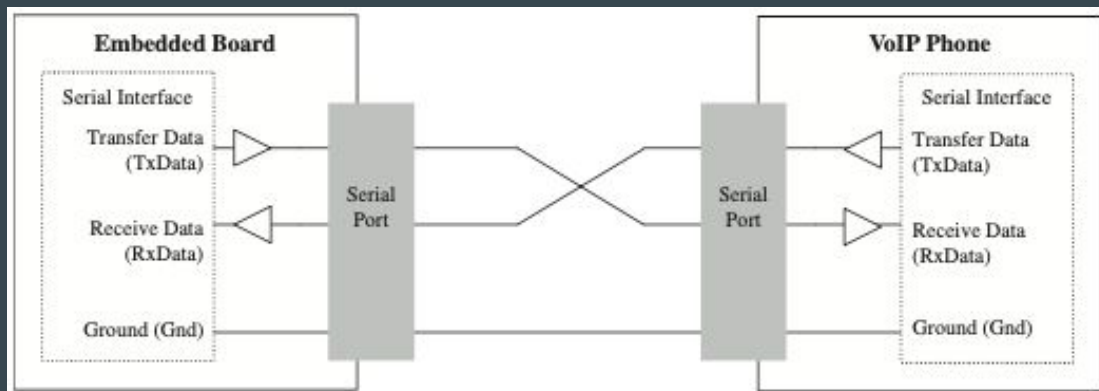 Embedded Board
Serial Interface
Transfer Data
(TxData)
Receive Data
(RxData)
Ground (Gnd)
Serial
Port
Serial
Port
VoIP Phone
Serial Interface
Transfer Data
(TxData)
Receive Data
(RxData)
Ground (Gnd)